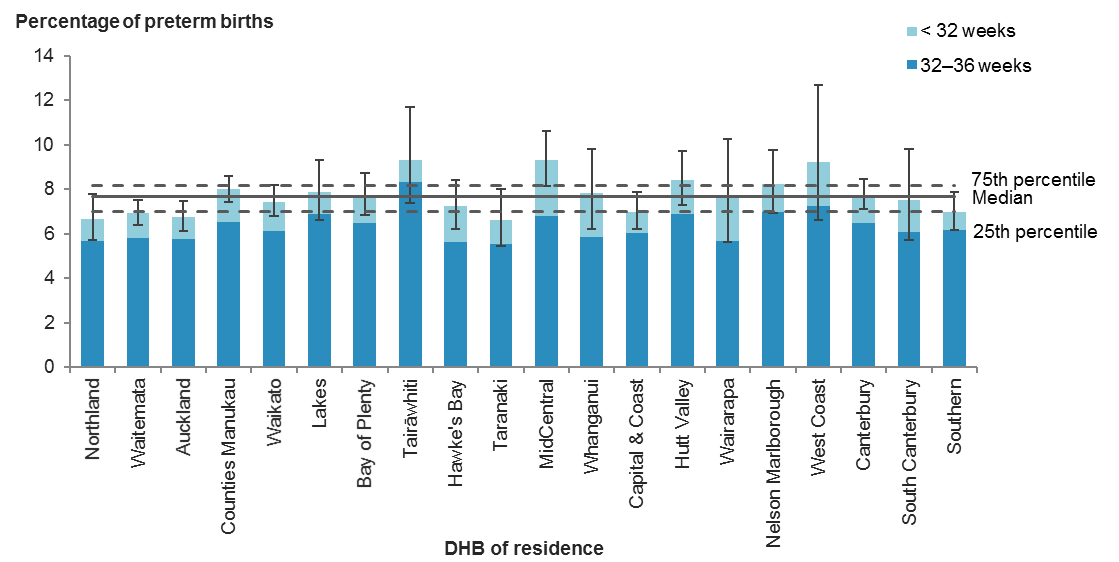 Percentage of preterm births
< 32 weeks
32–36 weeks
14
12
10
8
6
4
2
0
75th percentile
Median
25th percentile
Northland
Waitemata
Auckland
Counties Manukau
Waikato
Lakes
Bay of Plenty
Tairāwhiti
Hawke's Bay
Taranaki
MidCentral
Whanganui
Capital & Coast
Hutt Valley
Wairarapa
Nelson Marlborough
West Coast
Canterbury
South Canterbury
Southern
DHB of residence